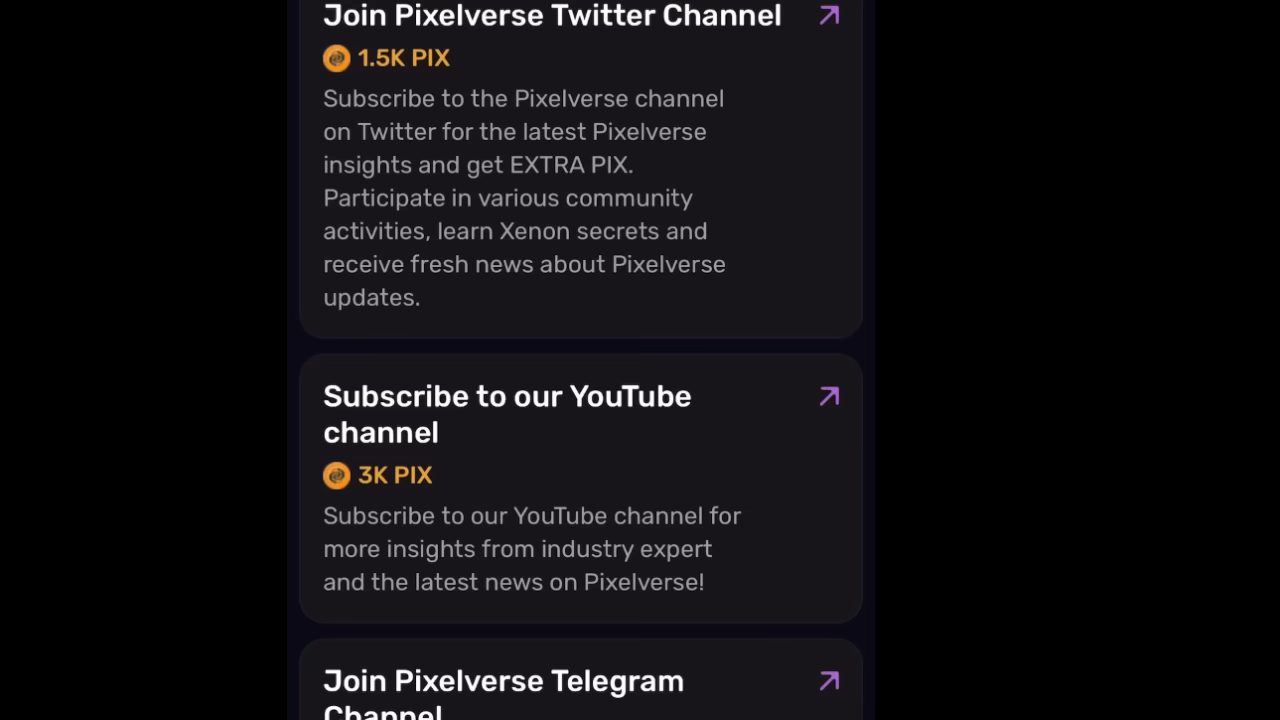 Join Pixelverse Twitter Channel
1.5K PIX
Subscribe to the Pixelverse channel
on Twitter for the latest Pixelverse
insights and get EXTRA PIX.
Participate in various community
activities, learn Xenon secrets and
receive fresh news about Pixelverse
updates.
Subscribe to our YouTube
channel
3K PIX
Subscribe to our YouTube channel for
more insights from industry expert
and the latest news on Pixelverse!
Join Pixelverse Telegram
Channel